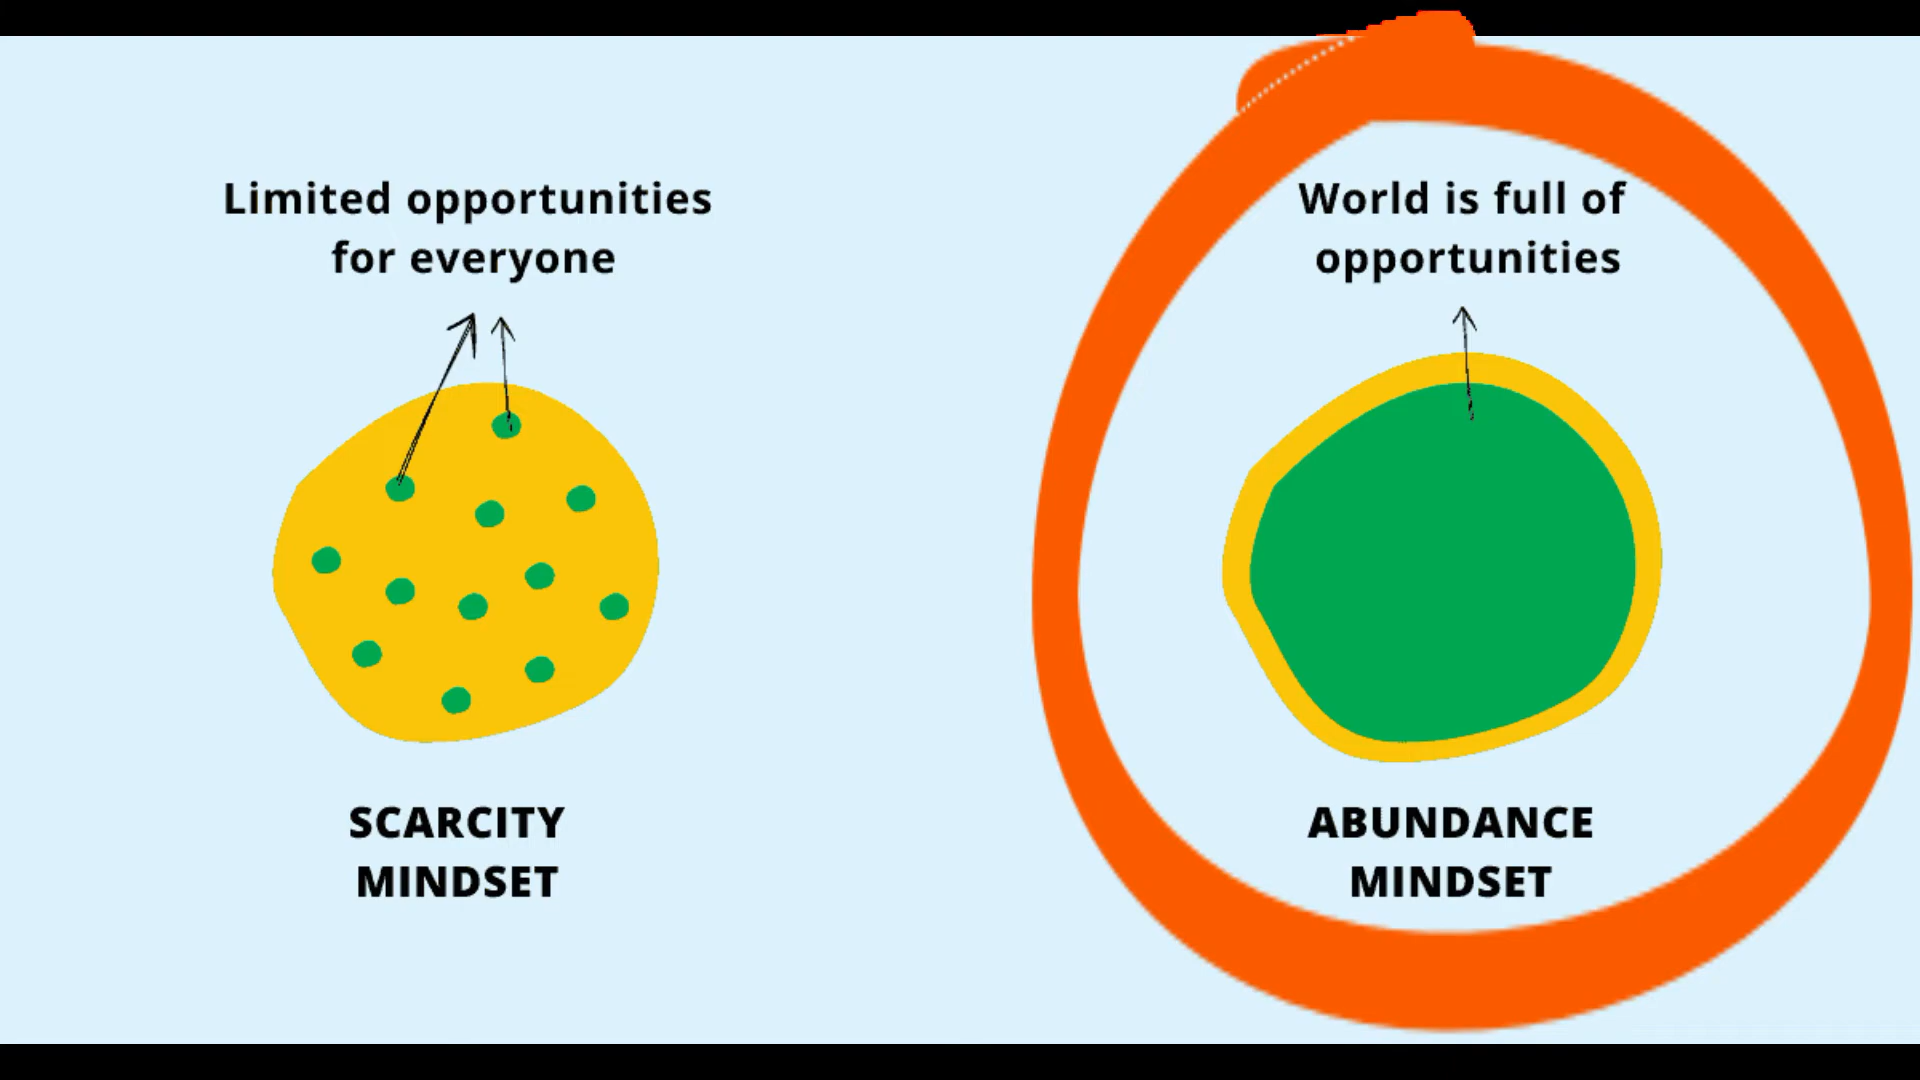 Limited opportunities
for everyone
SCARCITY
MINDSET
World is full of
opportunities
ABUNDANCE
MINDSET